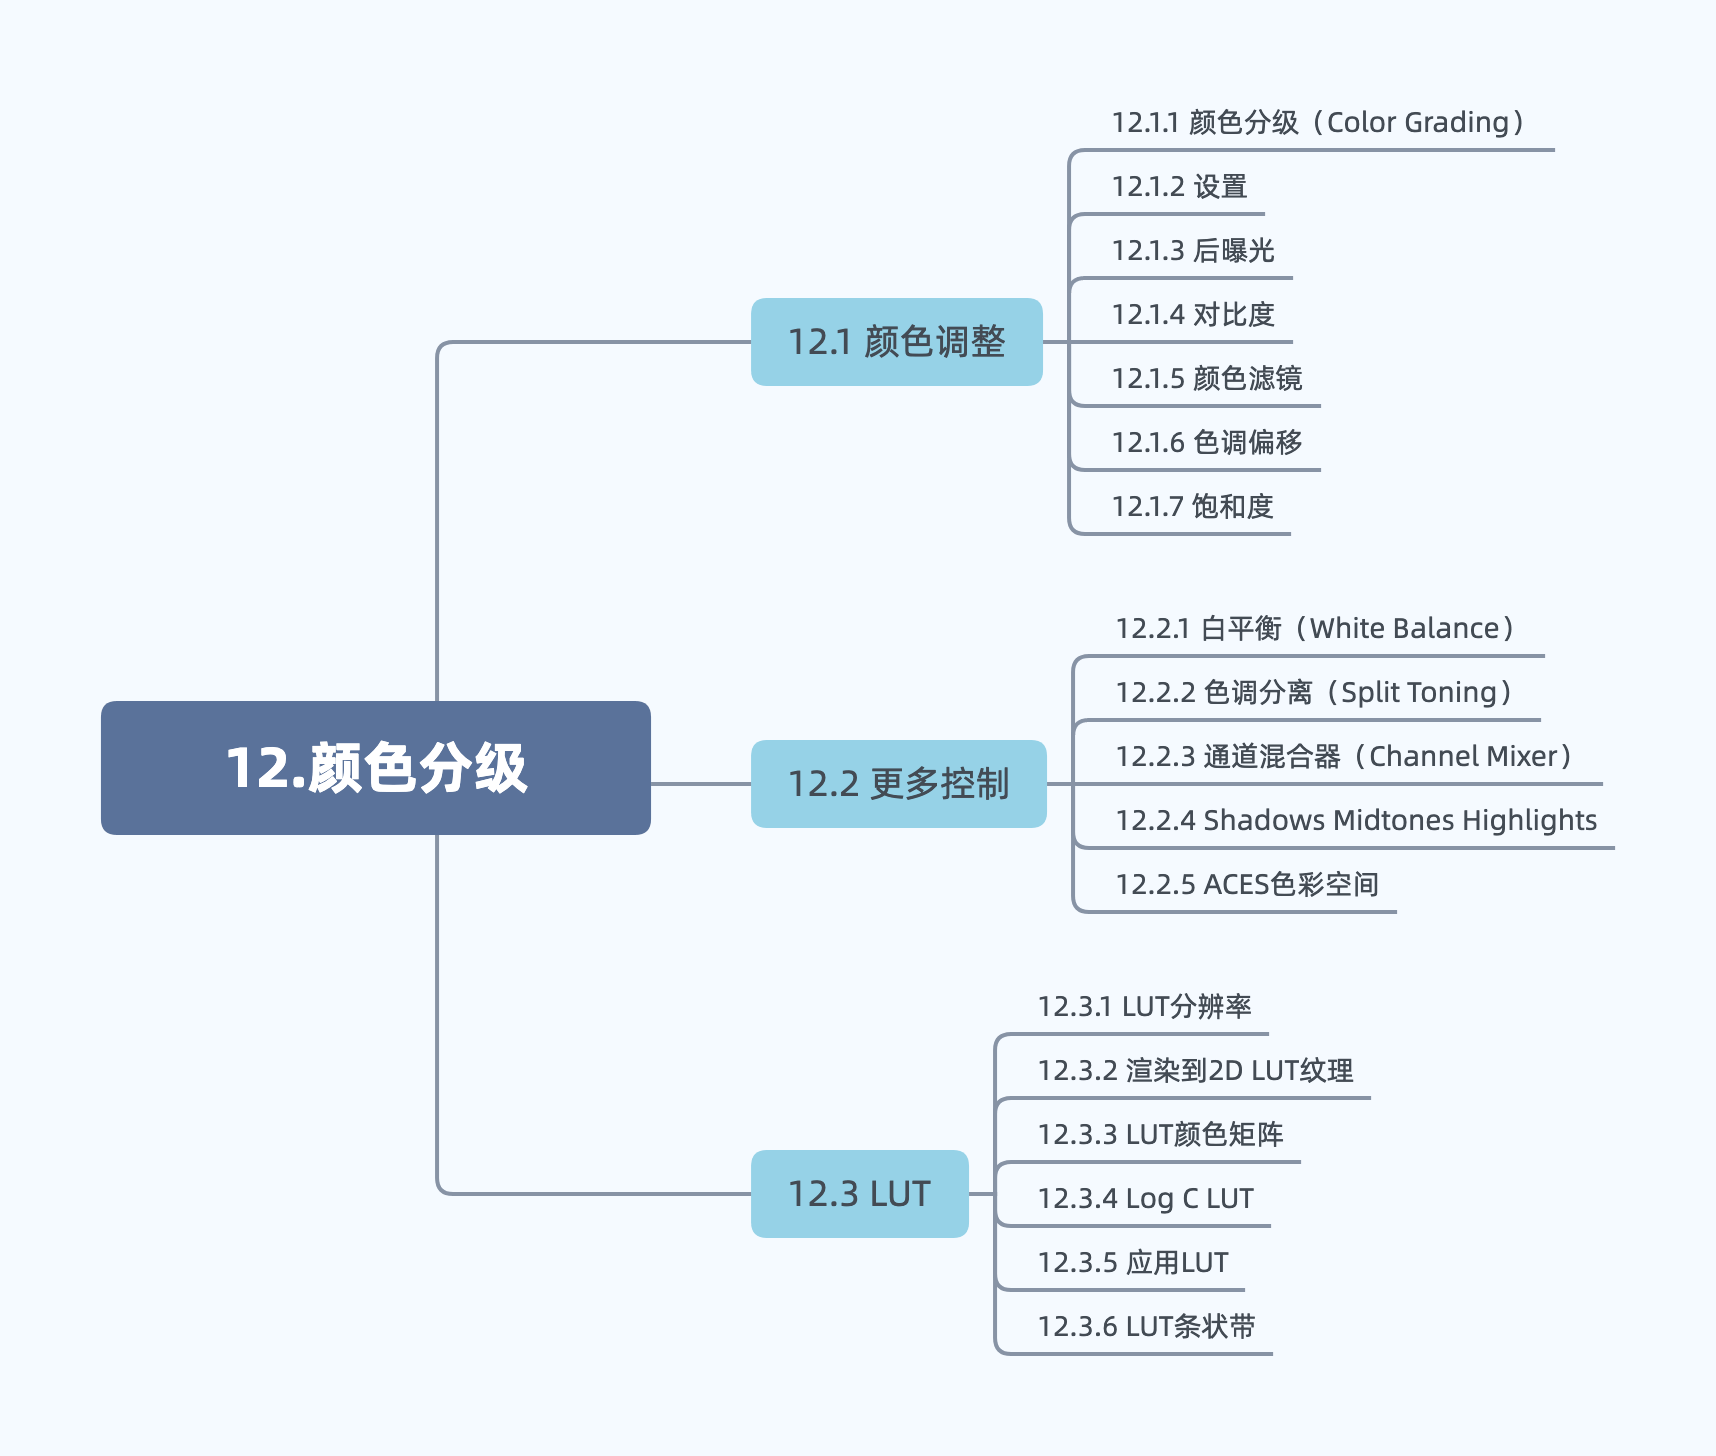 12.颜色分级
12.1 颜色调整
12.1.1 颜色分级（Color Grading）
12.1.2 设置
12.1.3 后曝光
12.1.4 对比度
12.1.5 颜色滤镜
12.1.6 色调偏移
12.1.7 饱和度
12.2 更多控制
12.2.1 白平衡（White Balance）
12.2.2 色调分离（Split Toning）
12.2.3 通道混合器（Channel Mixer）
12.2.4 Shadows Midtones Highlights
12.2.5 ACES色彩空间
12.3 LUT
12.3.1 LUT分辨率
12.3.2 渲染到2D LUT纹理
12.3.3 LUT颜色矩阵
12.3.4 Log C LUT
12.3.5 应用LUT
12.3.6 LUT条状带